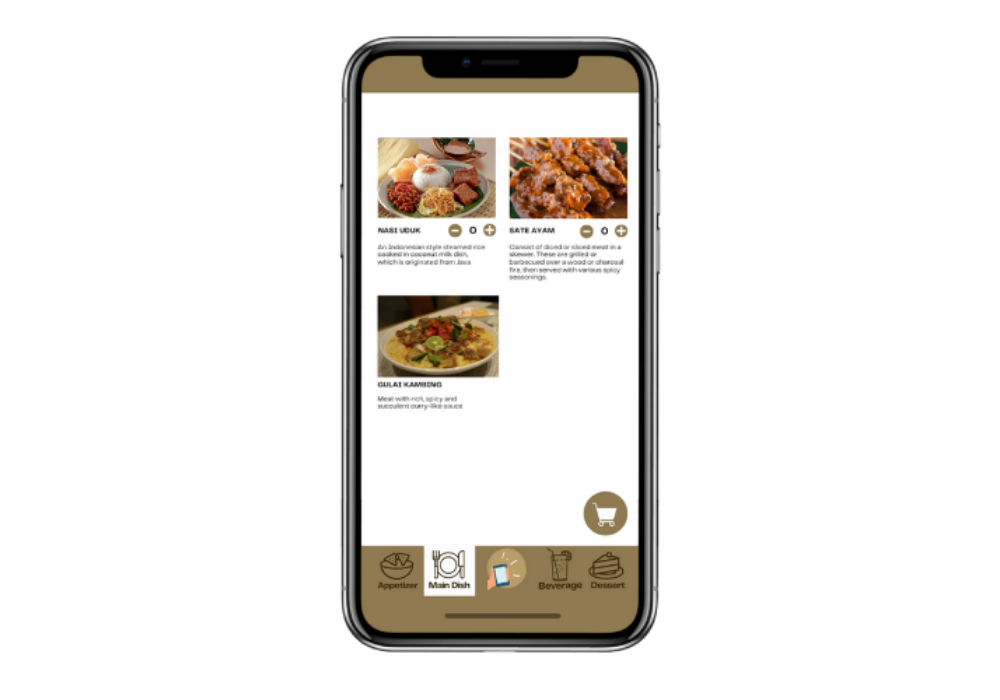 NASI UDUK
0
An Indonesian style steamed rice
cooked in coconut milk dish,
which is originated from Java
SATE AYAM
0
Consist of diced or sliced meat in a
skewer. These are grilled or
barbecued over a wood or charcoal
fire, then served with various spicy
seasonings.
GULAI KAMBING
Meat with rich, spicy and
succulent curry-like sauce
Appetizer
Main Dish
Beverage
Dessert